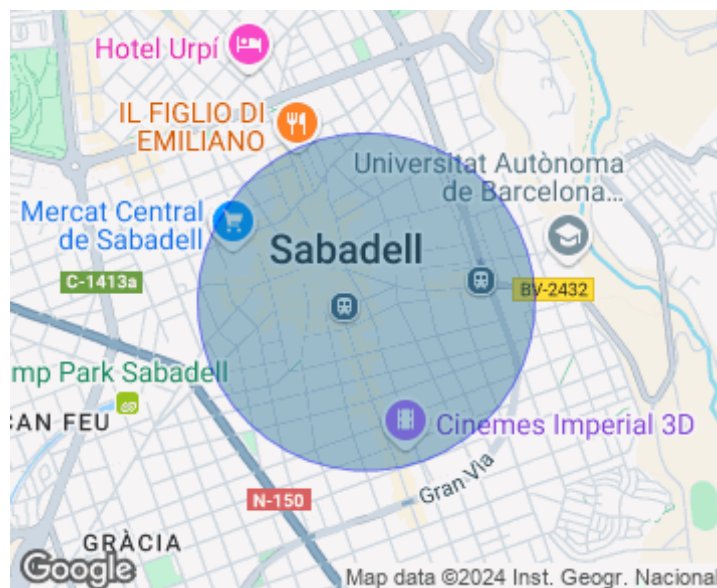 Hotel Urpí
IL FIGLIO DI
EMILIANO
Universitat Autònoma
de Barcelona...
Mercat Central
de Sabadell
Sabadell
C-1413a
BV-2432
mp Park Sabadell
CAN FEU
Cinemes Imperial 3D
Gran Via
N-150
GRÀCIA
Google
Map data ©2024 Inst. Geogr. Nacional